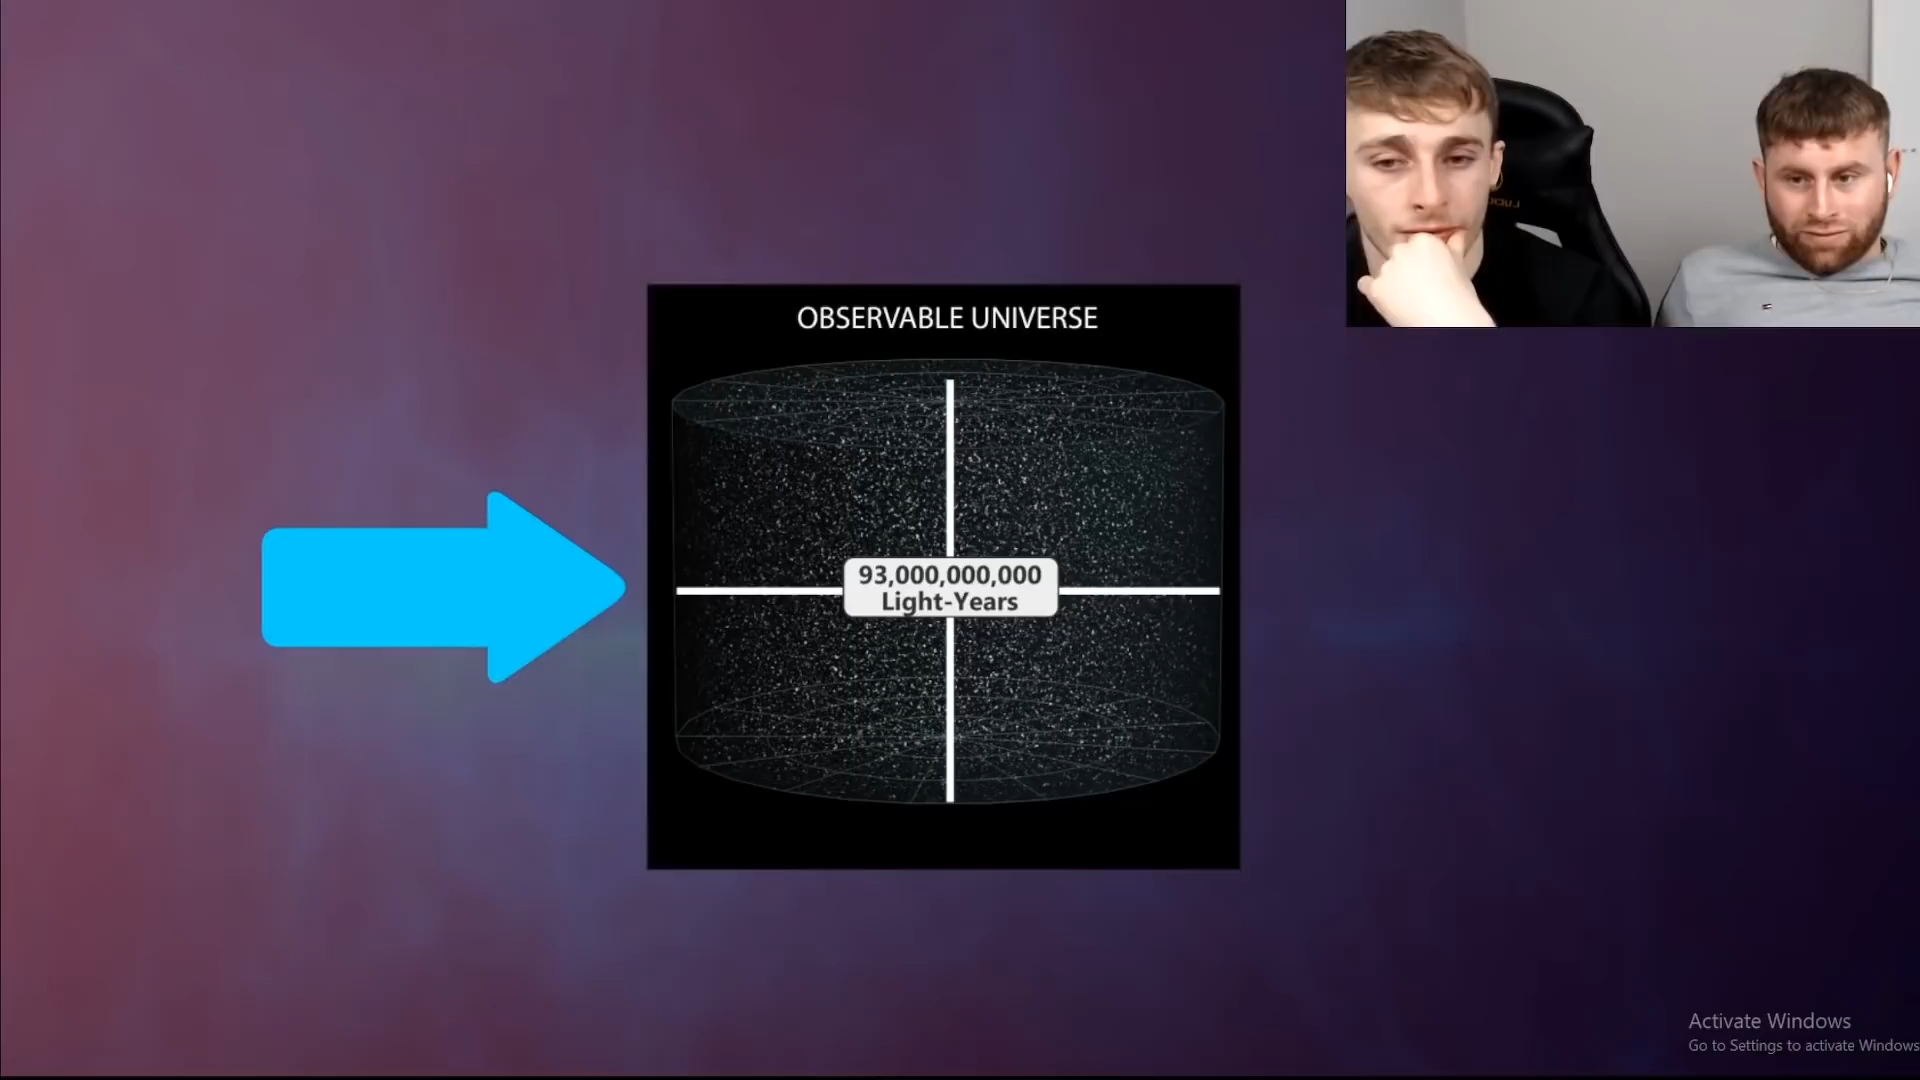 OBSERVABLE UNIVERSE
93,000,000,000
Light-Years
Activate Windows
Go to Settings to activate Windows